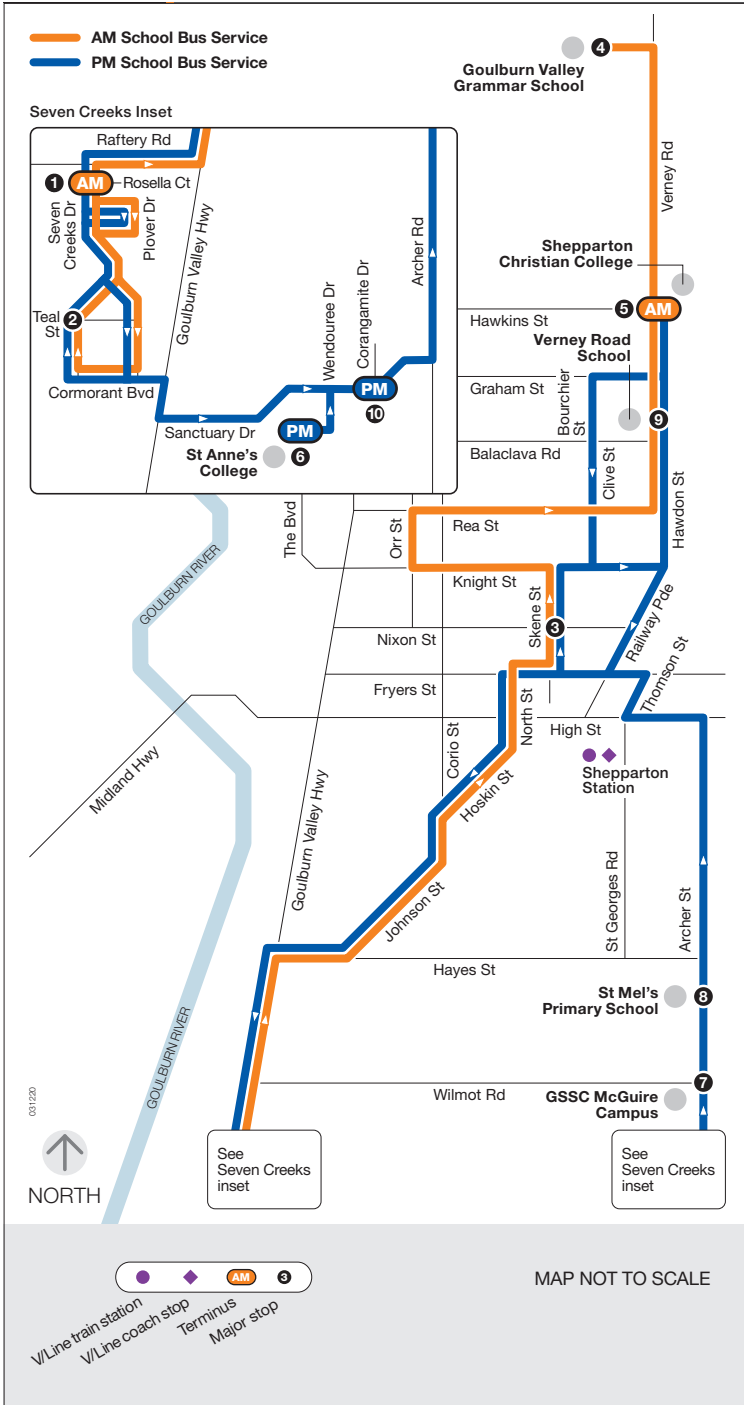 AM School Bus Service
PM School Bus Service
Seven Creeks Inset
Raftery Rd
1
AM
Rosella Ct
Seven
Creeks Dr
Plover Dr
Goulburn Valley Hwy
Teal
St
2
Cormorant Bvd
Sanctuary Dr
Wendouree Dr
Corangamite Dr
Archer Rd
PM
10
PM
6
St Anne's
College
4
Goulburn Valley
Grammar School
Verney Rd
Shepparton
Christian College
5
AM
Hawkins St
Verney Road
School
Graham St
Bourchier
St
9
Balaclava Rd
Clive St
Hawdon St
The Bvd
Orr St
Rea St
GOULBURN RIVER
Knight St
Skene St
3
Railway Pde
Nixon St
Thomson St
Fryers St
North St
High St
Corio St
Midland Hwy
Hoskin St
Shepparton
Station
Goulburn Valley Hwy
Johnson St
St Georges Rd
Archer St
Hayes St
St Mel's
Primary School
8
GOULBURN RIVER
7
Wilmot Rd
GSSC McGuire
Campus
031220
NORTH
See
Seven Creeks
inset
See
Seven Creeks
inset
AM
3
V/Line train station
V/Line coach stop
Terminus
Major stop
MAP NOT TO SCALE